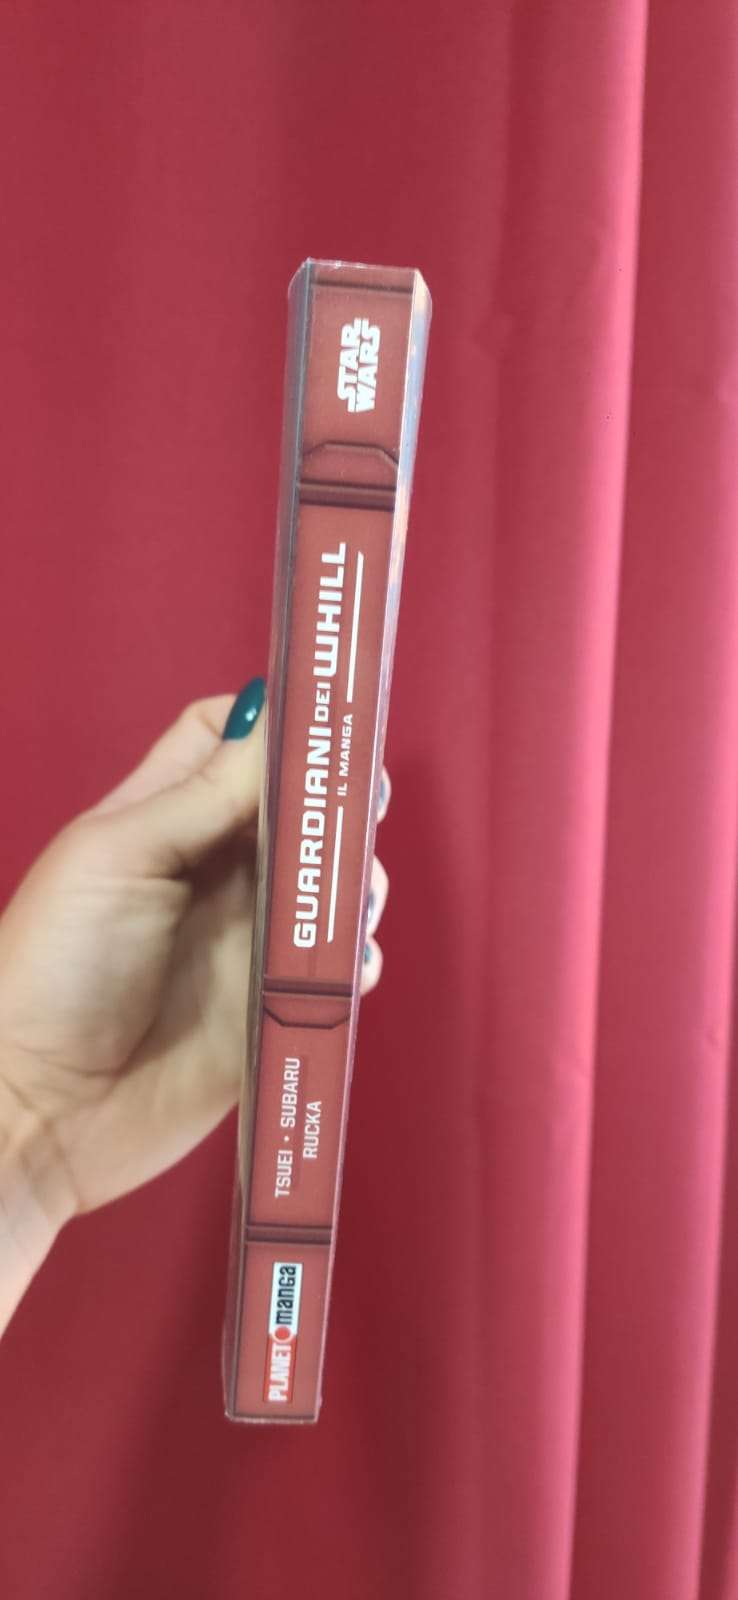 STAR
WARS
GUARDIANI DEI WHILL
IL MANGA
TSUEI • SUBARU
RUCKA
PLANET manga